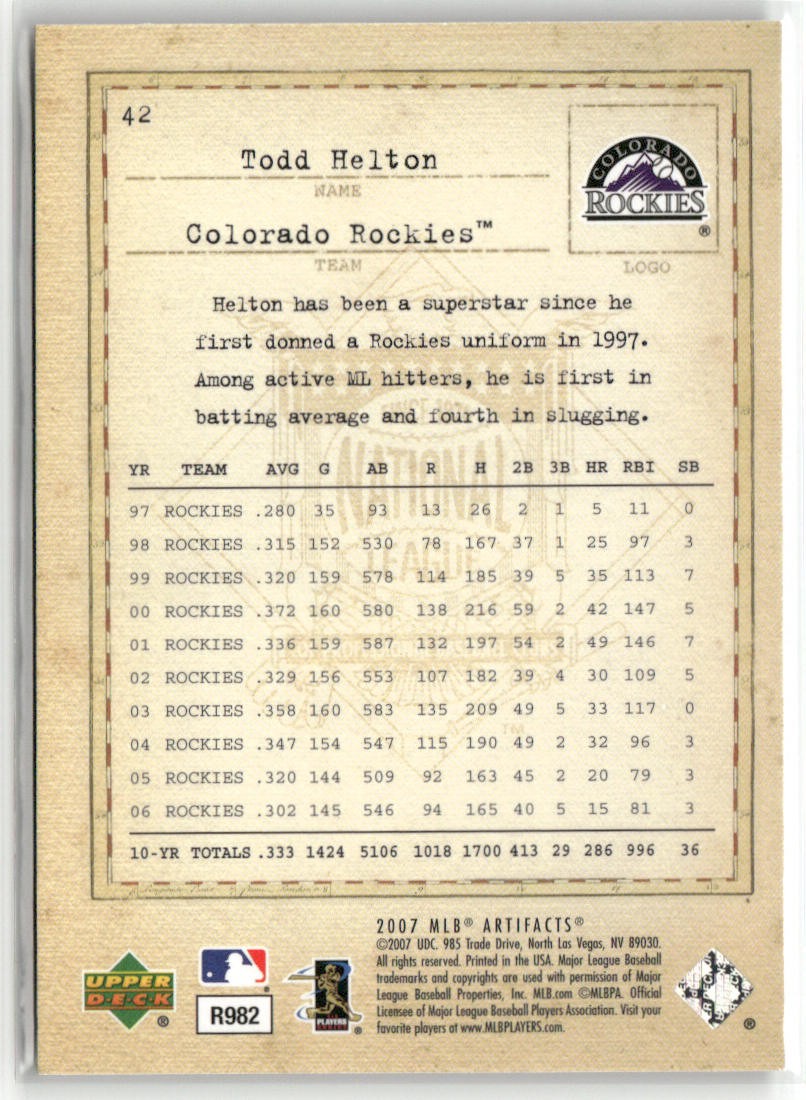 42
Todd Helton
NAME
Colorado Rockies™
TEAM
COLORADO
ROCKIES
®
LOGO
Helton has been a superstar since he
first donned a Rockies uniform in 1997.
Among active ML hitters, he is first in
batting average and fourth in slugging.
NATIONAL
LEAGUE
YR TEAM AVG G AB R H 2B 3B HR RBI SB
97 ROCKIES .280 35 93 13 26 2 1 5 11 0
98 ROCKIES .315 152 530 78 167 37 1 25 97 3
99 ROCKIES .320 159 578 114 185 39 5 35 113 7
00 ROCKIES .372 160 580 138 216 59 2 42 147 5
01 ROCKIES .336 159 587 132 197 54 2 49 146 7
02 ROCKIES .329 156 553 107 182 39 4 30 109 5
03 ROCKIES .358 160 583 135 209 49 5 33 117 0
04 ROCKIES .347 154 547 115 190 49 2 32 96 3
05 ROCKIES .320 144 509 92 163 45 2 20 79 3
06 ROCKIES .302 145 546 94 165 40 5 15 81 3
10-YR TOTALS .333 1424 5106 1018 1700 413 29 286 996 36
2007 MLB® ARTIFACTS®
©2007 UDC. 985 Trade Drive, North Las Vegas, NV 89030.
All rights reserved. Printed in the USA. Major League Baseball
trademarks and copyrights are used with permission of Major
League Baseball Properties, Inc. MLB.com ©MLBPA. Official
Licensee of Major League Baseball Players Association. Visit your
favorite players at www.MLBPLAYERS.com.
UPPER
D·E·C·K
®
®
R982
PLAYERS
®
®